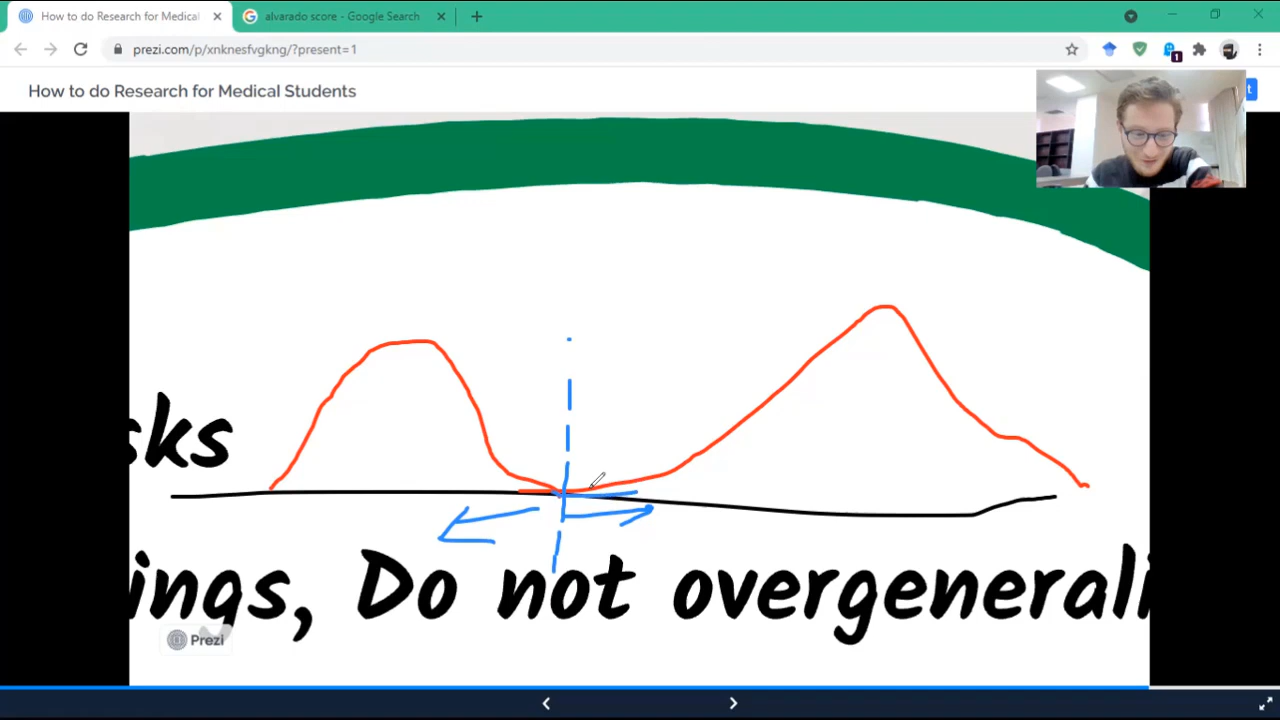 How to do Research for Medical
alvarado score - Google Search
prezi.com/p/xnknesfvgkng/?present=1
1
How to do Research for Medical Students
t
sks
ings, Do not overgenerali
Prezi